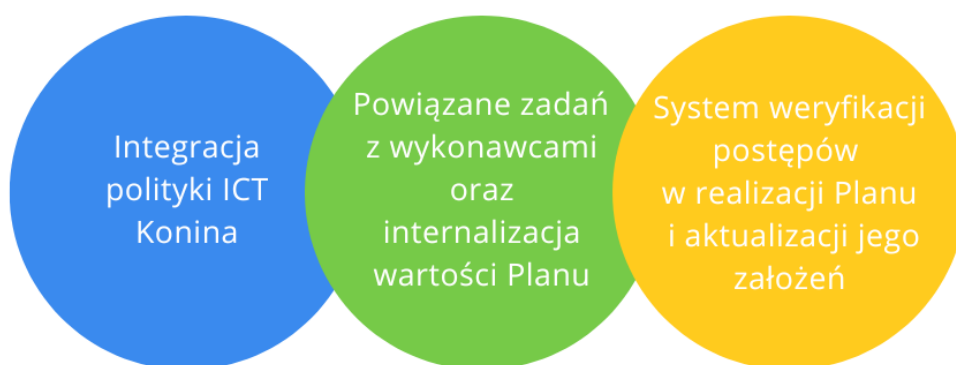 Integracja
polityki ICT
Konina
Powiązane zadań
z wykonawcami
oraz
internalizacja
wartości Planu
System weryfikacji
postępów
w realizacji Planu
i aktualizacji jego
założeń